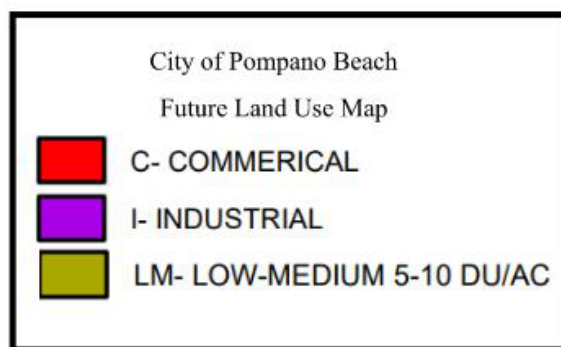 City of Pompano Beach
Future Land Use Map
C- COMMERICAL
I- INDUSTRIAL
LM- LOW-MEDIUM 5-10 DU/AC